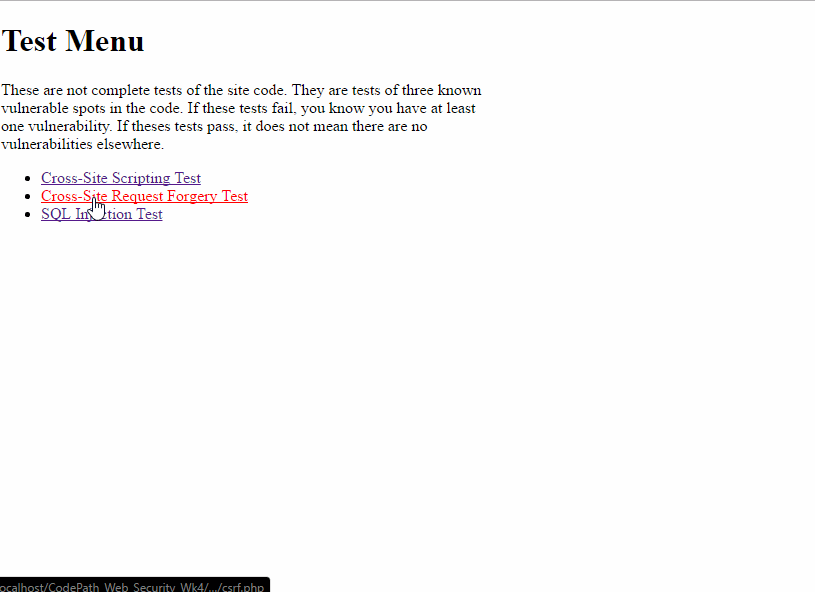 Test Menu
These are not complete tests of the site code. They are tests of three known
vulnerable spots in the code. If these tests fail, you know you have at least
one vulnerability. If theses tests pass, it does not mean there are no
vulnerabilities elsewhere.
Cross-Site Scripting Test
Cross-Site Request Forgery Test
SQL Injection Test
ocalhost/CodePath_Web_Security_Wk4/.../csrf.php